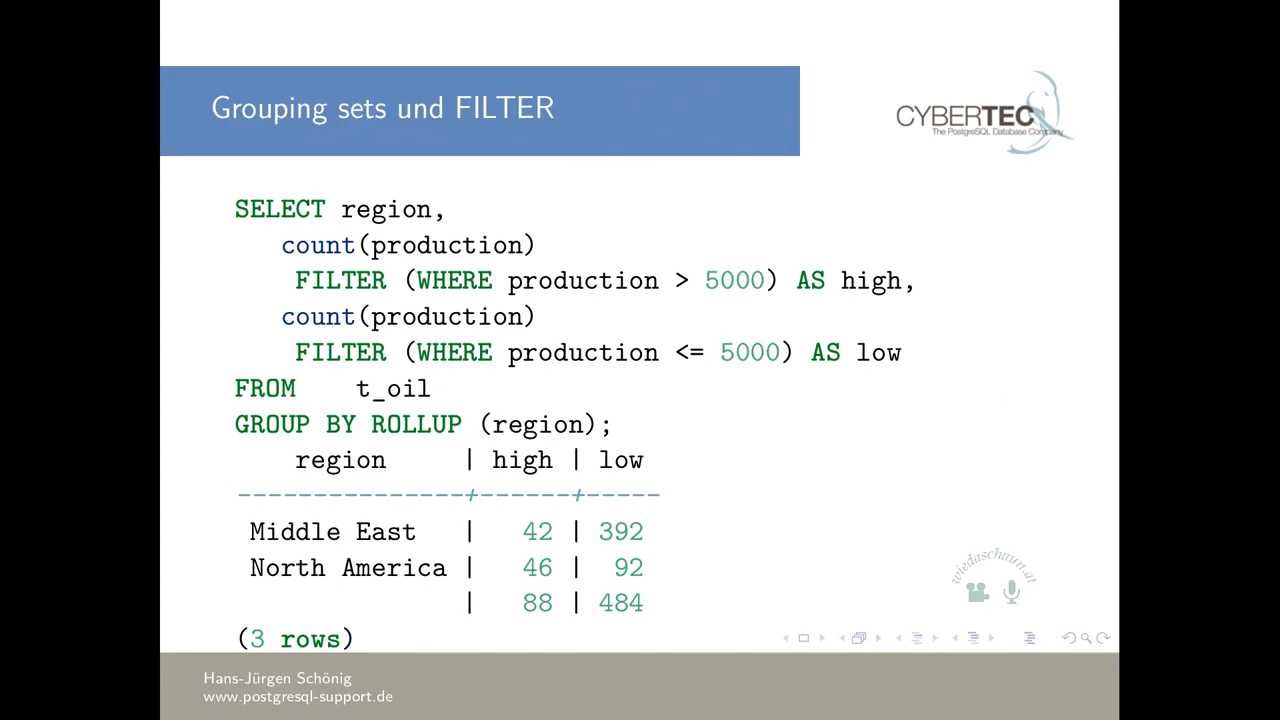 Grouping sets und FILTER
CYBERTEC
The PostgreSQL Database Company
SELECT region,
count(production)
FILTER (WHERE production > 5000) AS high,
count(production)
FILTER (WHERE production <= 5000) AS low
FROM t_oil
GROUP BY ROLLUP (region);
region | high | low
---------------+------+-----
Middle East | 42 | 392
North America | 46 | 92
| 88 | 484
(3 rows)
wiedaschaun.at
Hans-Jürgen Schönig
www.postgresql-support.de